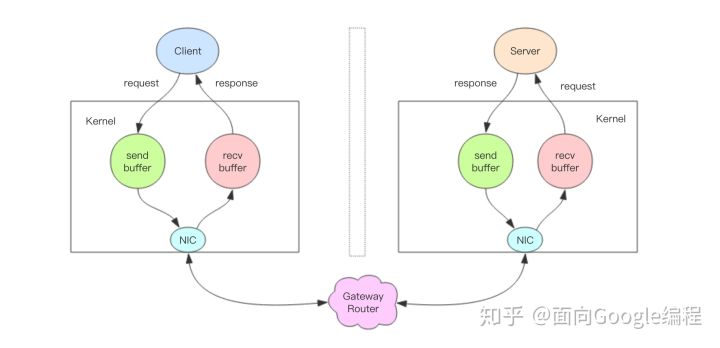 Client
Server
request
response
response
request
Kernel
Kernel
send
buffer
recv
buffer
send
buffer
recv
buffer
NIC
NIC
Gateway
Router
知乎 @面向Google编程